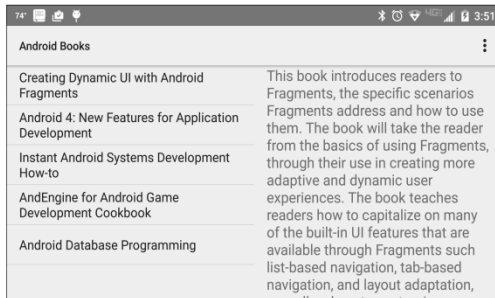 74°
4G
3:51
Android Books
Creating Dynamic UI with Android
Fragments
Android 4: New Features for Application
Development
Instant Android Systems Development
How-to
AndEngine for Android Game
Development Cookbook
Android Database Programming
This book introduces readers to
Fragments, the specific scenarios
Fragments address and how to use
them. The book will take the reader
from the basics of using Fragments,
through their use in creating more
adaptive and dynamic user
experiences. The book teaches
readers how to capitalize on many
of the built-in UI features that are
available through Fragments such
list-based navigation, tab-based
navigation, and layout adaptation,